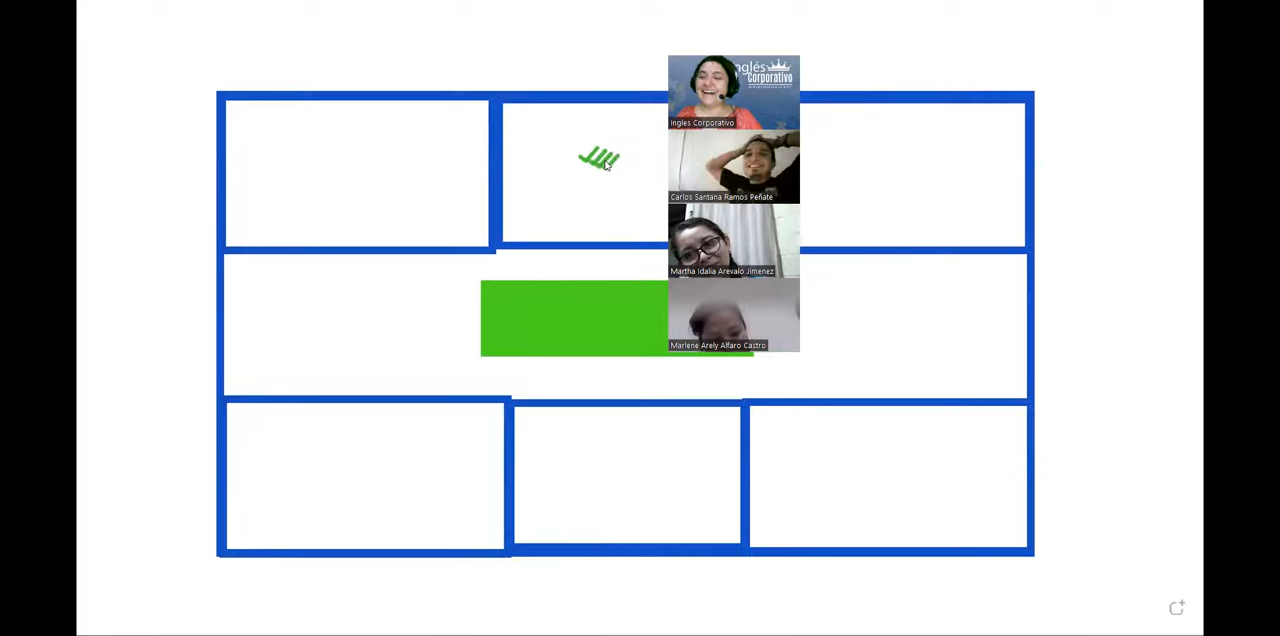 Inglés
Corporativo
Ingles Corporativo
Carlos Santana Ramos Peñate
Martha Idalia Arevalo Jimenez
Marlene Arely Alfaro Castro